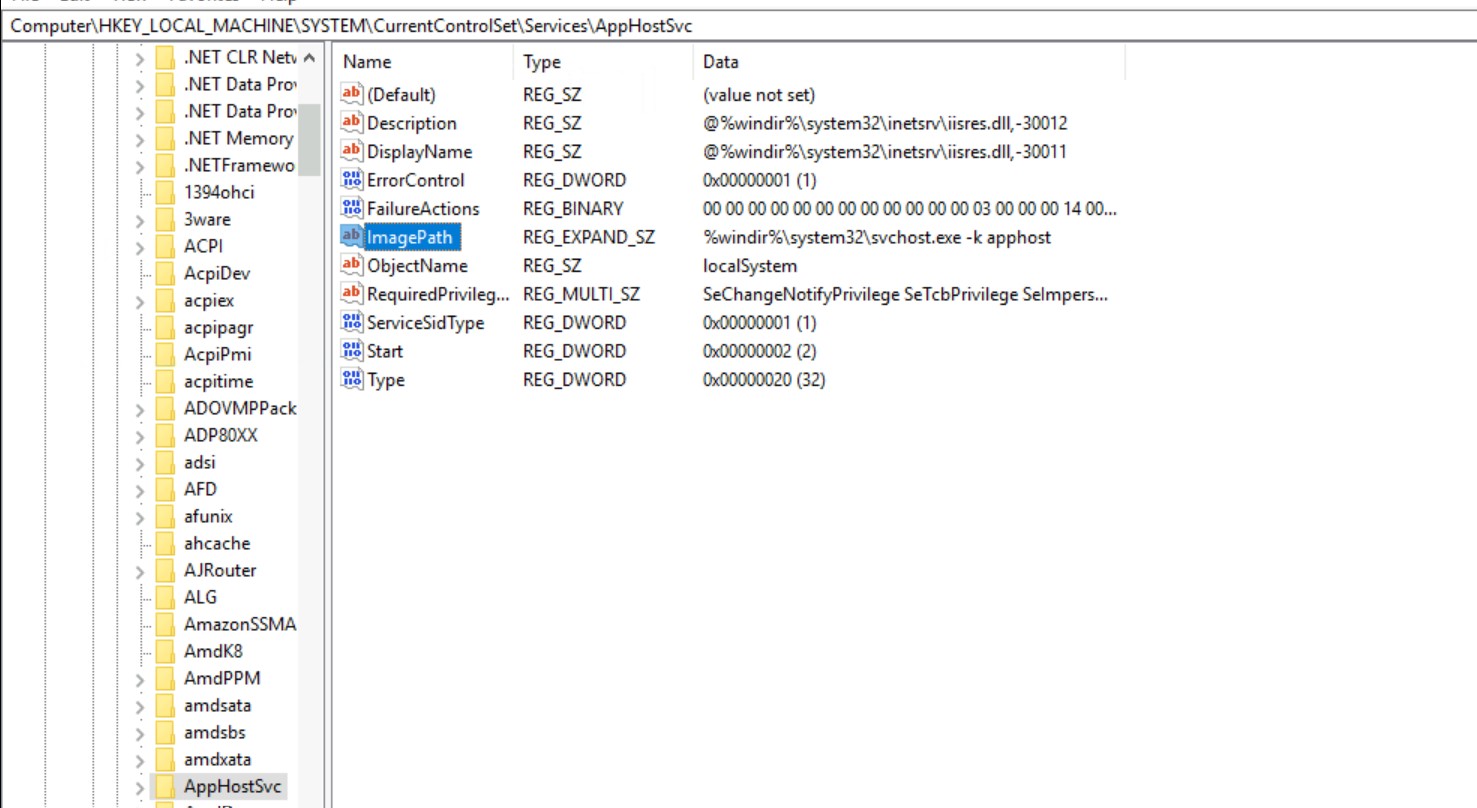 Computer\HKEY_LOCAL_MACHINE\SYSTEM\CurrentControlSet\Services\AppHostSvc
.NET CLR Netw
.NET Data Prov
.NET Data Prov
.NET Memory
.NETFramewo
1394ohci
3ware
ACPI
AcpiDev
acpiex
acpipagr
AcpiPmi
acpitime
ADOVMPPack
ADP80XX
adsi
AFD
afunix
ahcache
AJRouter
ALG
AmazonSSMA
AmdK8
AmdPPM
amdsata
amdsbs
amdxata
AppHostSvc
Name Type Data
(Default) REG_SZ (value not set)
Description REG_SZ @%windir%\system32\inetsrv\iisres.dll,-30012
DisplayName REG_SZ @%windir%\system32\inetsrv\iisres.dll,-30011
ErrorControl REG_DWORD 0x00000001 (1)
FailureActions REG_BINARY 00 00 00 00 00 00 00 00 00 00 00 00 03 00 00 00 14 00...
ImagePath REG_EXPAND_SZ %windir%\system32\svchost.exe -k apphost
ObjectName REG_SZ localSystem
RequiredPrivileg... REG_MULTI_SZ SeChangeNotifyPrivilege SeTcbPrivilege SeImpers...
ServiceSidType REG_DWORD 0x00000001 (1)
Start REG_DWORD 0x00000002 (2)
Type REG_DWORD 0x00000020 (32)